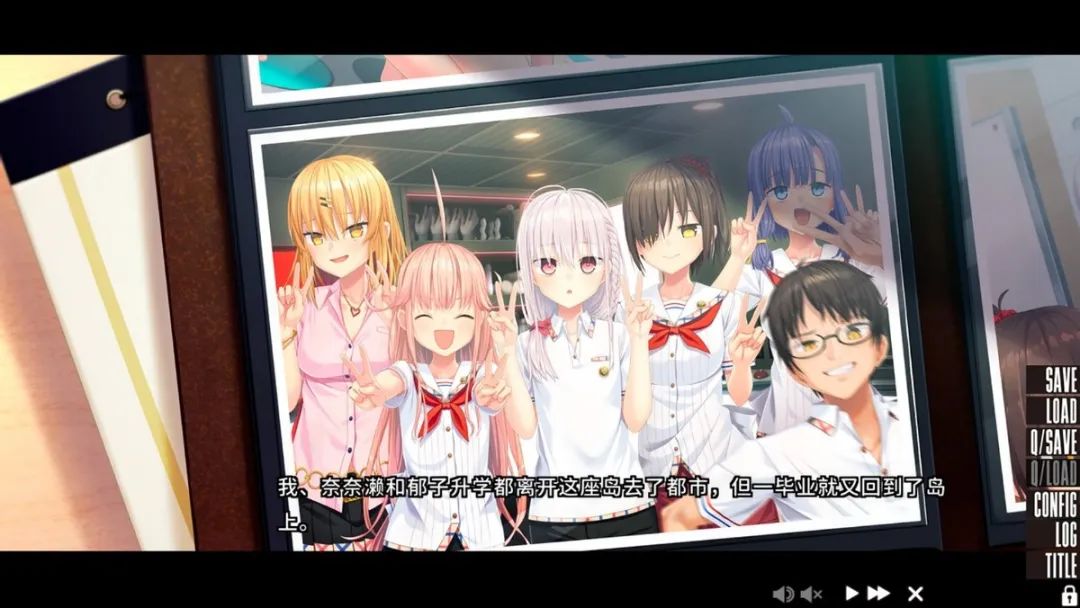 我、奈奈濑和郁子升学都离开这座岛去了都市，但一毕业就又回到了岛
上。
SAVE
LOAD
Q/SAVE
Q/LOAD
CONFIG
LOG
TITLE